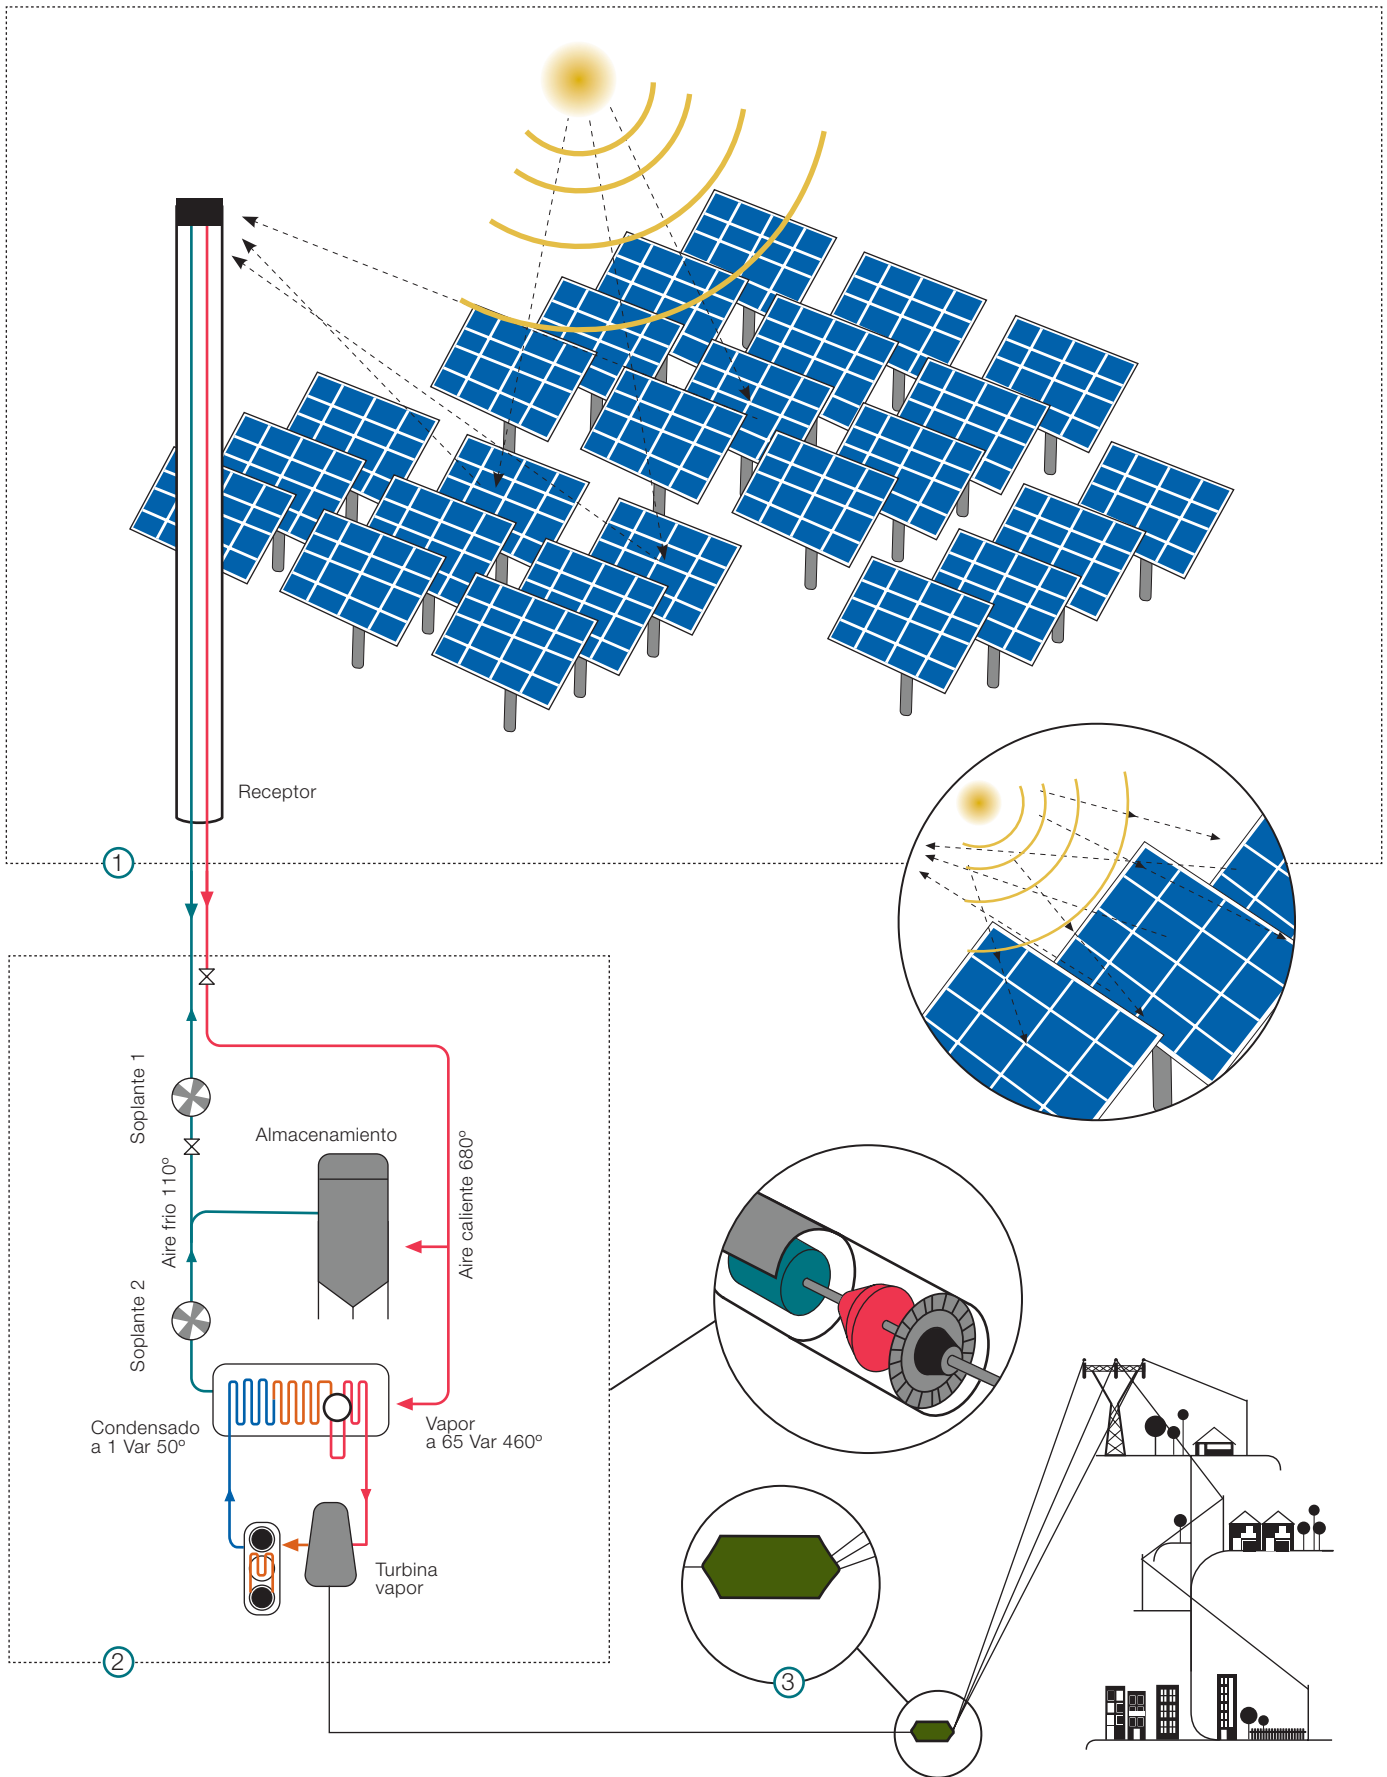 Receptor
1
Soplante 1
Almacenamiento
Aire frio 110º
Aire caliente 680º
Soplante 2
Condensado
a 1 Var 50º
Vapor
a 65 Var 460º
Turbina
vapor
2
3